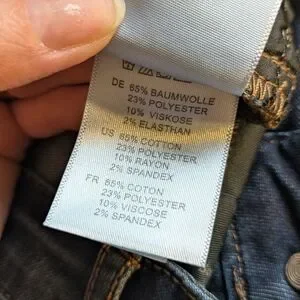 DE 65% BAUMWOLLE
23% POLYESTER
10% VISKOSE
2% ELASTHAN
US 65% COTTON
23% POLYESTER
10% RAYON
2% SPANDEX
FR 65% COTON
23% POLYESTER
10% VISCOSE
2% SPANDEX